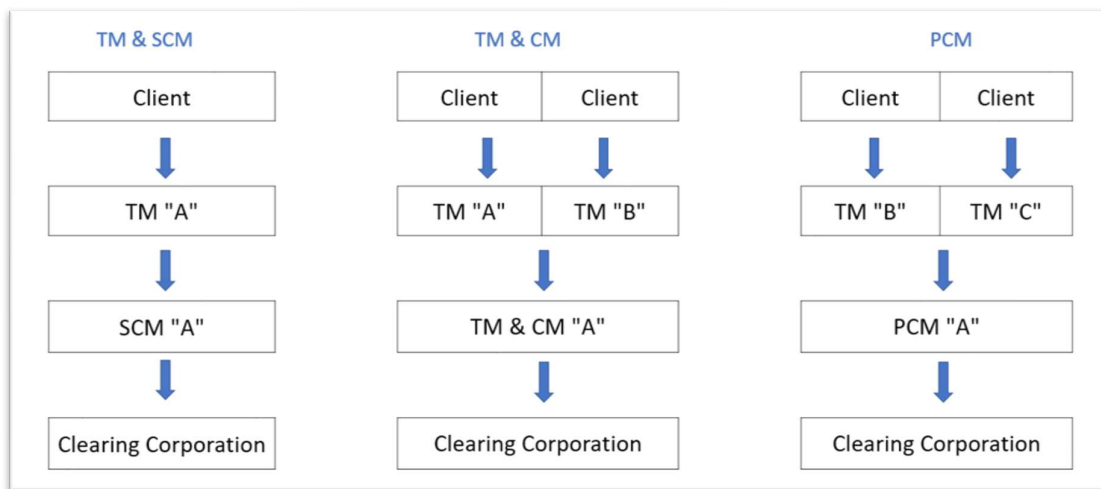 TM & SCM
Client
TM "A"
SCM "A"
Clearing Corporation
TM & CM
Client Client
TM "A" TM "B"
TM & CM "A"
Clearing Corporation
PCM
Client Client
TM "B" TM "C"
PCM "A"
Clearing Corporation